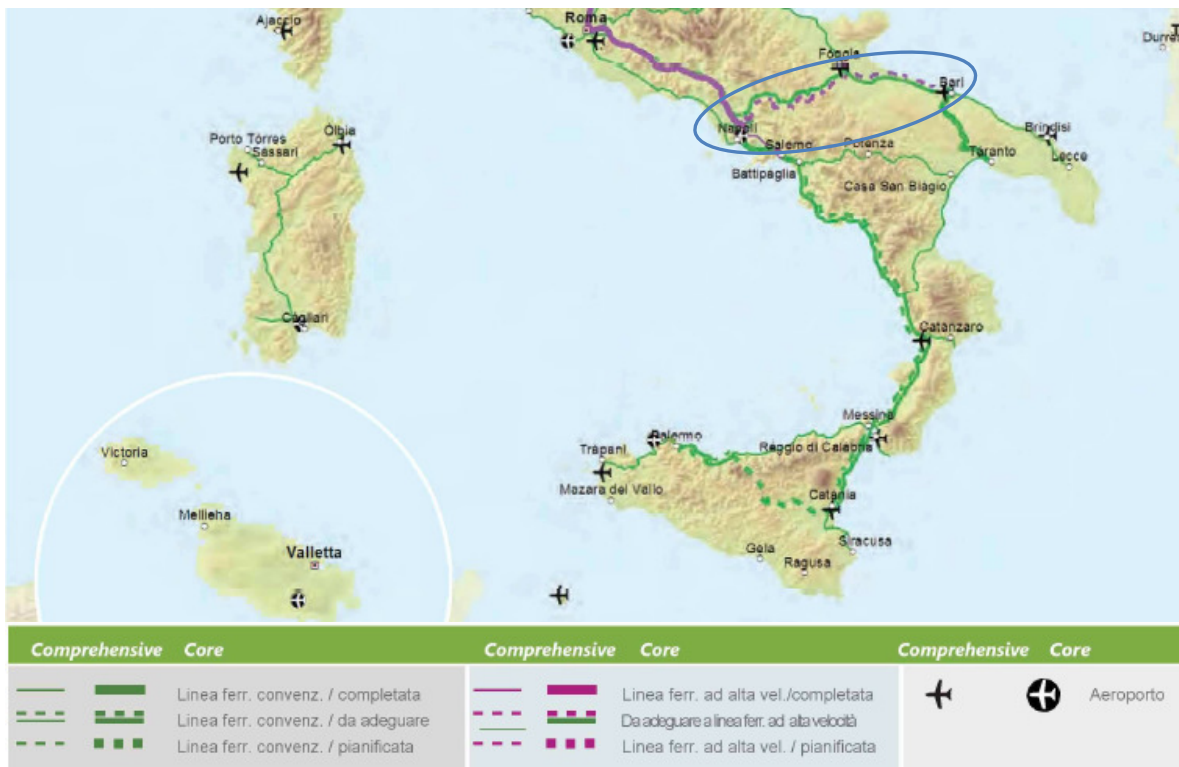 Ajaccio
Roma
Durres
Foggia
Bari
Porto Torres
Olbia
Sassari
Napoli
Brindisi
Salerno
Potenza
Taranto
Lecce
Battipaglia
Casa San Biagio
Cagliari
Catanzaro
Messina
Victoria
Trapani
Palermo
Reggio di Calabria
Mazara del Vallo
Catania
Mellieha
Valletta
Gela
Siracusa
Ragusa
Comprehensive Core
Linea ferr. convenz. / completata
Linea ferr. convenz. / da adeguare
Linea ferr. convenz. / pianificata
Comprehensive Core
Linea ferr. ad alta vel./completata
Da adeguare a linea ferr. ad alta velocità
Linea ferr. ad alta vel. / pianificata
Comprehensive Core
Aeroporto